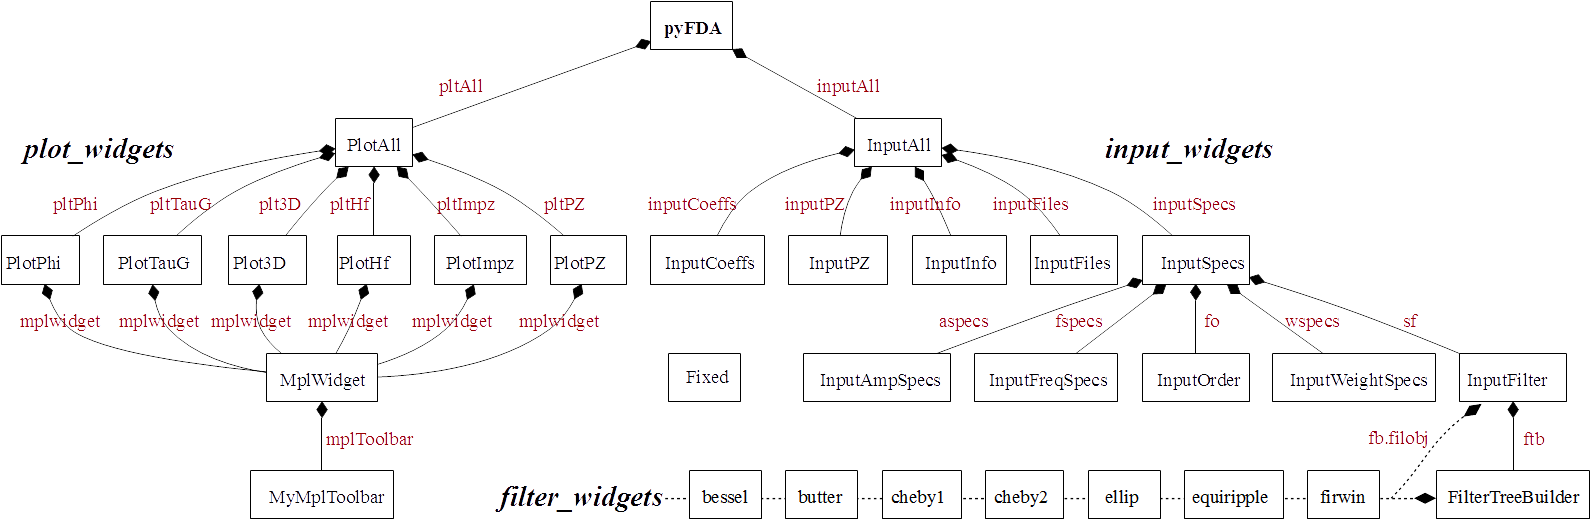 pyFDA
pltAll
inputAll
plot_widgets
PlotAll
InputAll
input_widgets
pltPhi
pltTauG
plt3D
pltHf
pltImpz
pltPZ
inputCoeffs
inputPZ
inputInfo
inputFiles
inputSpecs
PlotPhi
PlotTauG
Plot3D
PlotHf
PlotImpz
PlotPZ
InputCoeffs
InputPZ
InputInfo
InputFiles
InputSpecs
mplwidget
mplwidget
mplwidget
mplwidget
mplwidget
mplwidget
aspecs
fspecs
fo
wspecs
sf
MplWidget
Fixed
InputAmpSpecs
InputFreqSpecs
InputOrder
InputWeightSpecs
InputFilter
mplToolbar
fb.filobj
ftb
MyMplToolbar
filter_widgets
bessel
butter
cheby1
cheby2
ellip
equiripple
firwin
FilterTreeBuilder